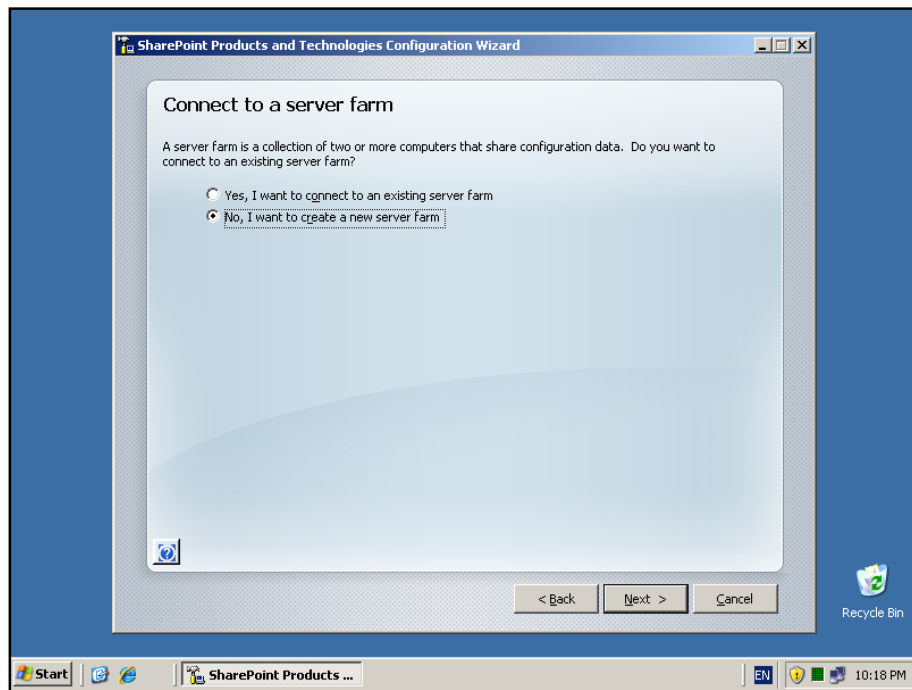 SharePoint Products and Technologies Configuration Wizard
Connect to a server farm
A server farm is a collection of two or more computers that share configuration data. Do you want to
connect to an existing server farm?
Yes, I want to connect to an existing server farm
No, I want to create a new server farm
< Back
Next >
Cancel
Recycle Bin
Start
SharePoint Products ...
EN
10:18 PM